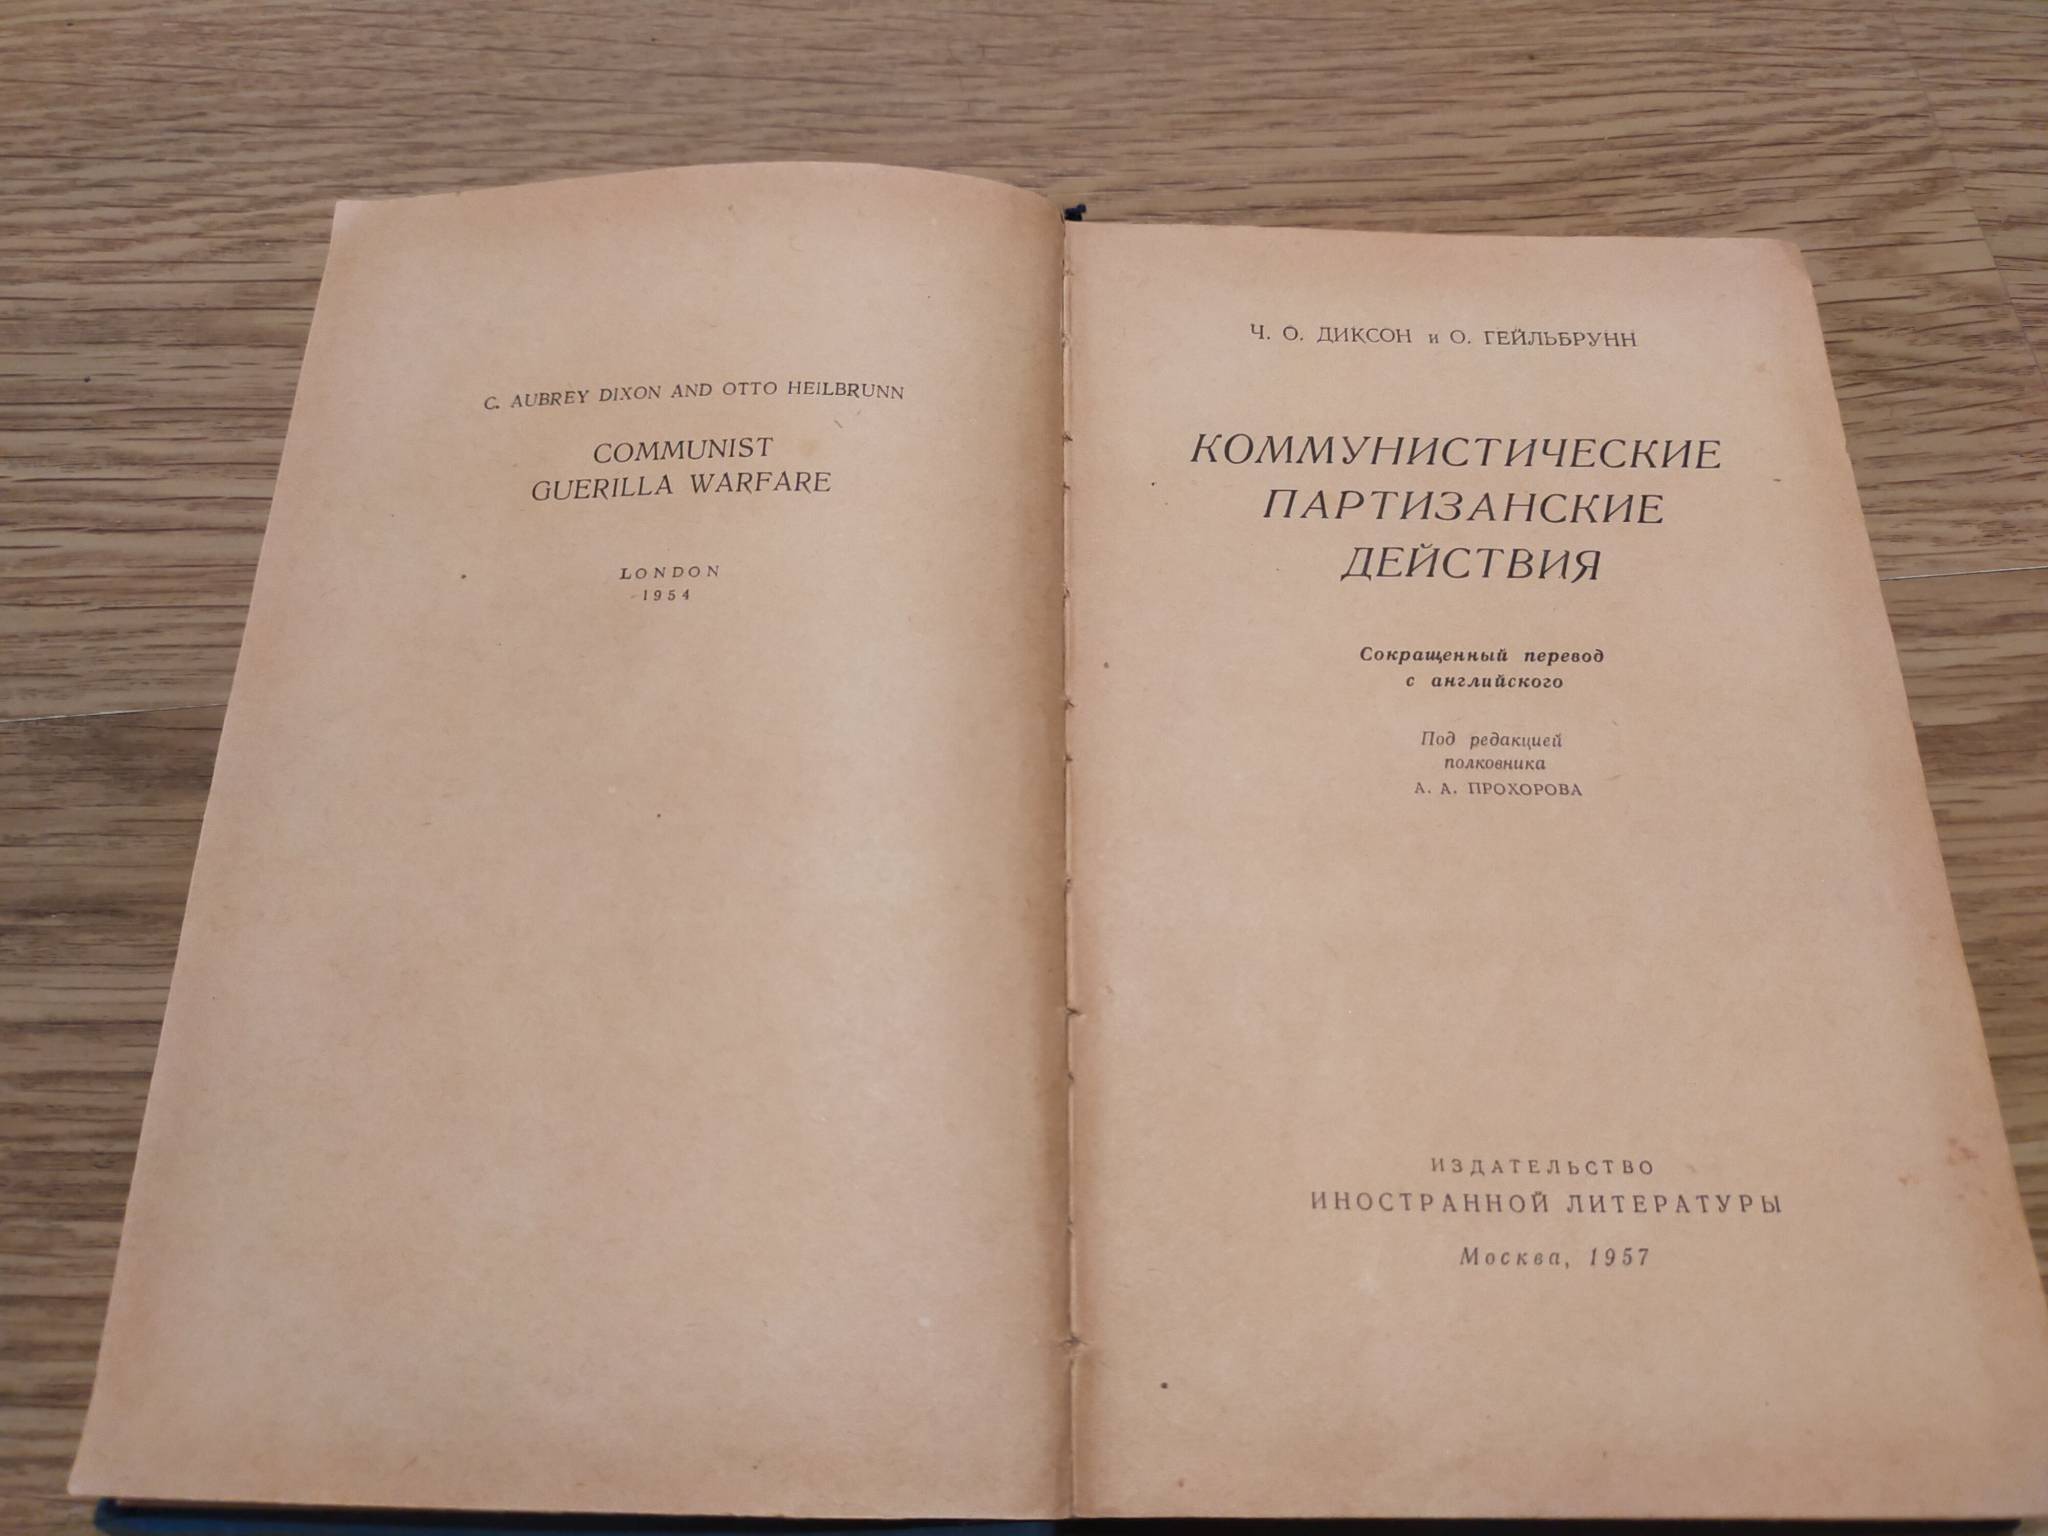 C. AUBREY DIXON AND OTTO HEILBRUNN
COMMUNIST
GUERILLA WARFARE
LONDON
1954
Ч. О. ДИКСОН и О. ГЕЙЛЬБРУНН
КОММУНИСТИЧЕСКИЕ
ПАРТИЗАНСКИЕ
ДЕЙСТВИЯ
Сокращенный перевод
с английского
Под редакцией
полковника
А. А. ПРОХОРОВА
ИЗДАТЕЛЬСТВО
ИНОСТРАННОЙ ЛИТЕРАТУРЫ
Москва, 1957